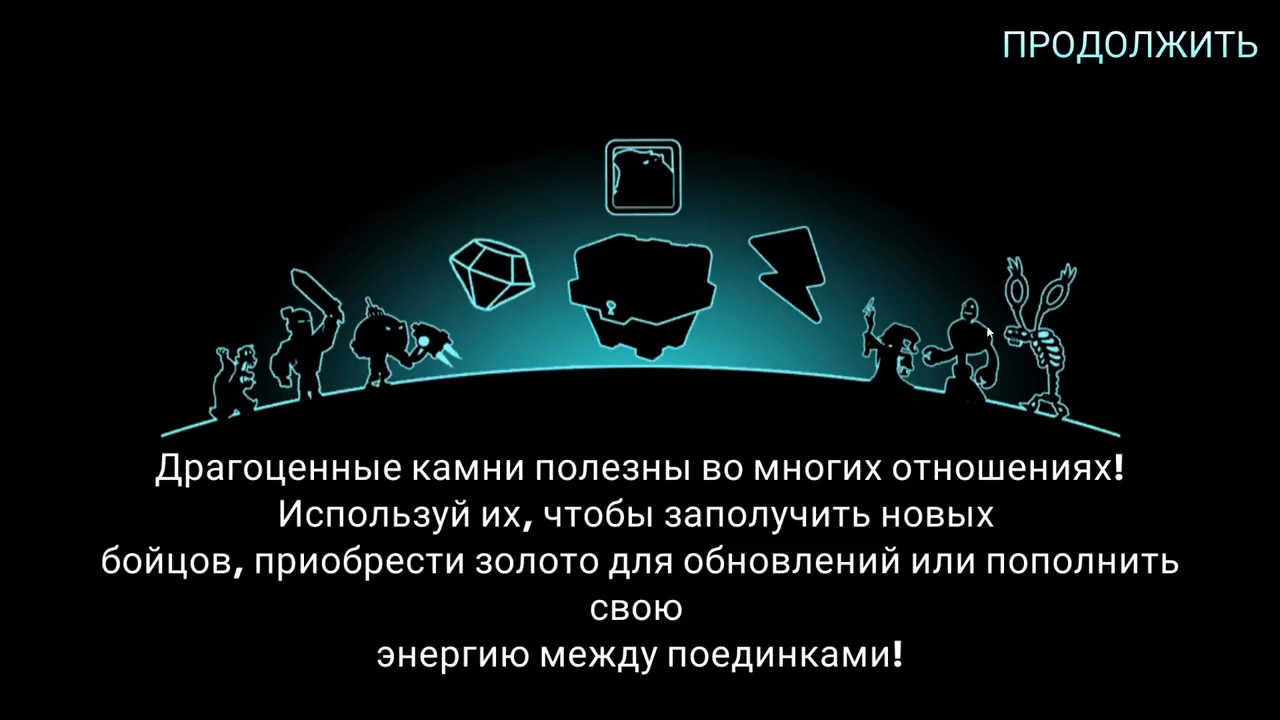 ПРОДОЛЖИТЬ
Драгоценные камни полезны во многих отношениях!
Используй их, чтобы заполучить новых
бойцов, приобрести золото для обновлений или пополнить
свою
энергию между поединками!